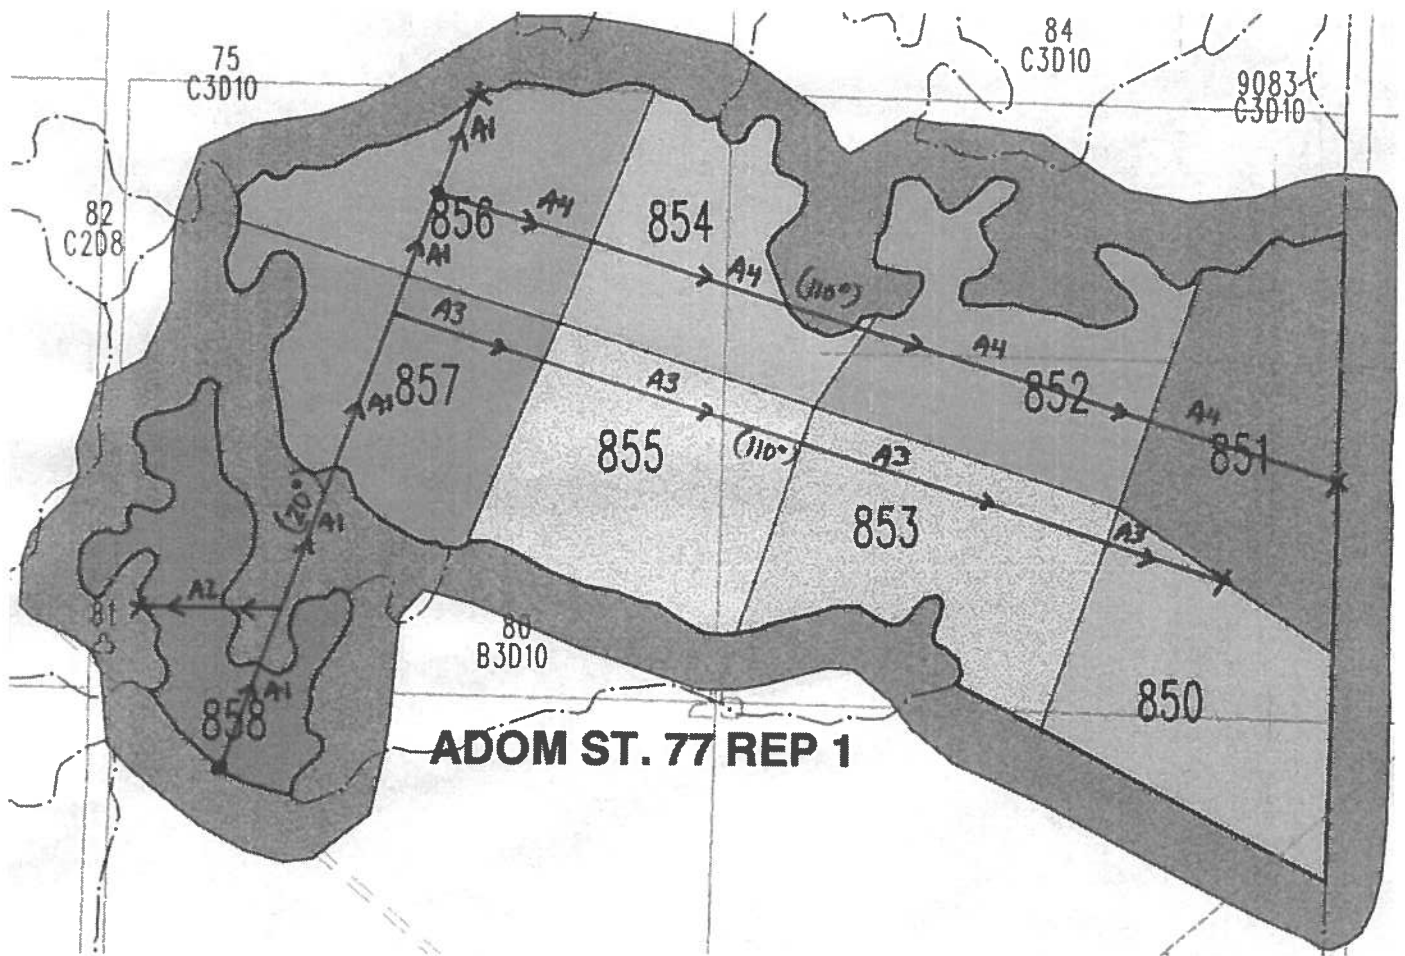 84
C3D10
75
C3D10
9083
C3D10
A1
82
C2D8
856
A4
854
A1
A4
(110°)
A3
A4
857
A3
852
A1
A4
855
(110°)
A3
851
(20°)
A1
853
A3
A2
81
80
B3D10
A1
858
850
ADOM ST. 77 REP 1